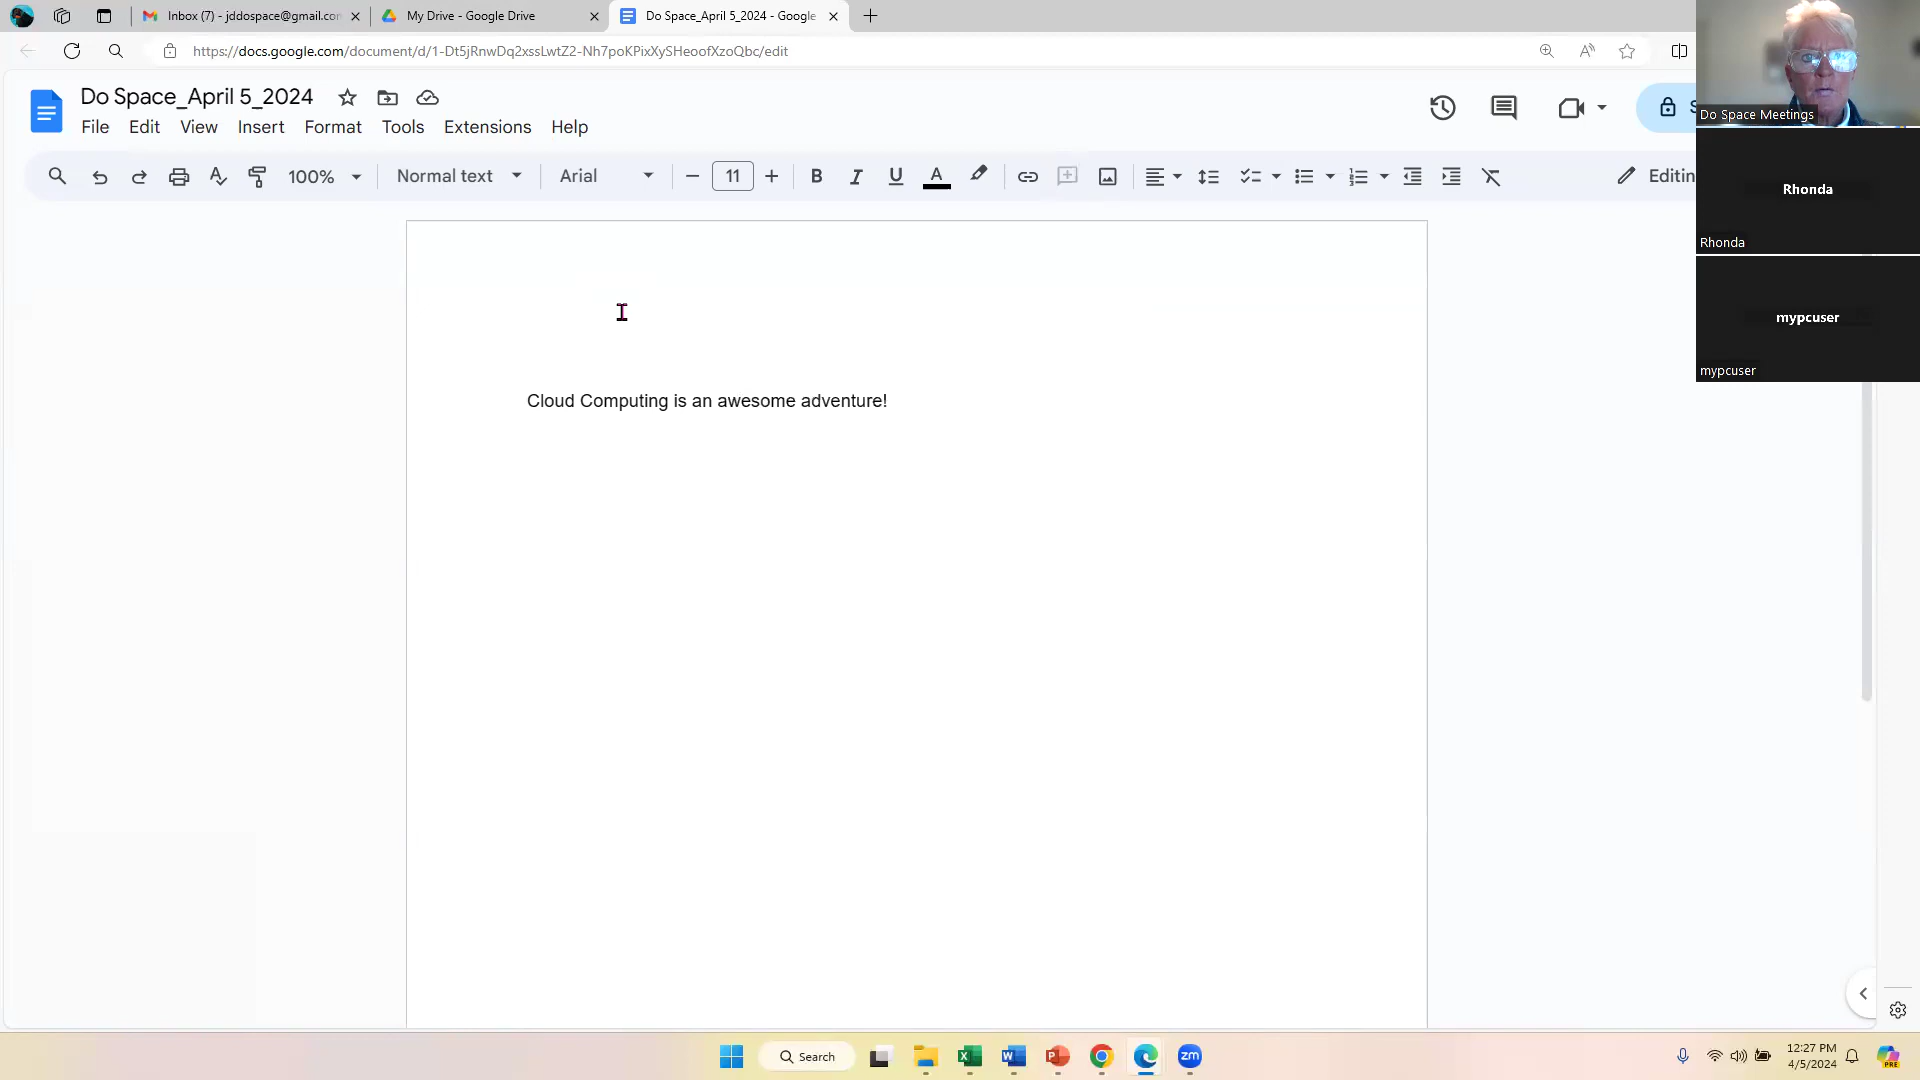 Inbox (7) - jddospace@gmail.con
My Drive - Google Drive
Do Space_April 5_2024 - Google
https://docs.google.com/document/d/1-Dt5jRnwDq2xssLwtZ2-Nh7poKPixXySHeoofXzoQbc/edit
Do Space_April 5_2024
File Edit View Insert Format Tools Extensions Help
S
100% Normal text Arial 11 B I U A Editin
Do Space Meetings
Rhonda
Rhonda
mypcuser
mypcuser
Cloud Computing is an awesome adventure!
Search
zm
12:27 PM
4/5/2024
PRE